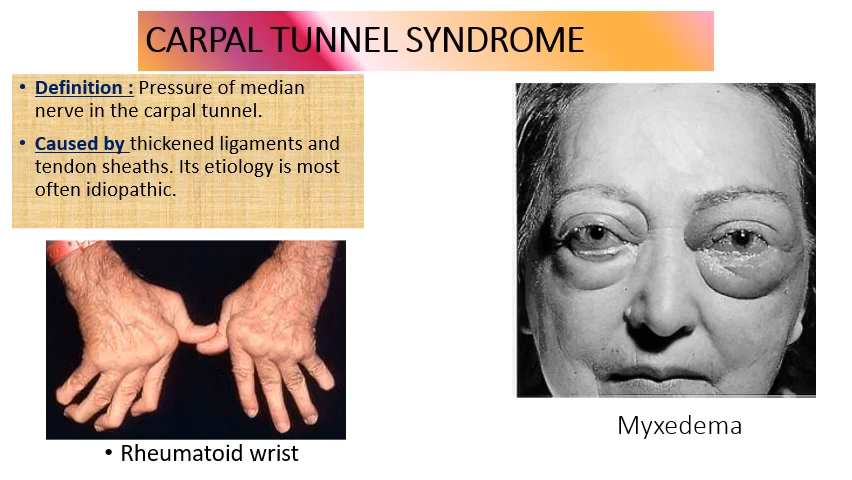 CARPAL TUNNEL SYNDROME
• Definition : Pressure of median
nerve in the carpal tunnel.
• Caused by thickened ligaments and
tendon sheaths. Its etiology is most
often idiopathic.
• Rheumatoid wrist
Myxedema